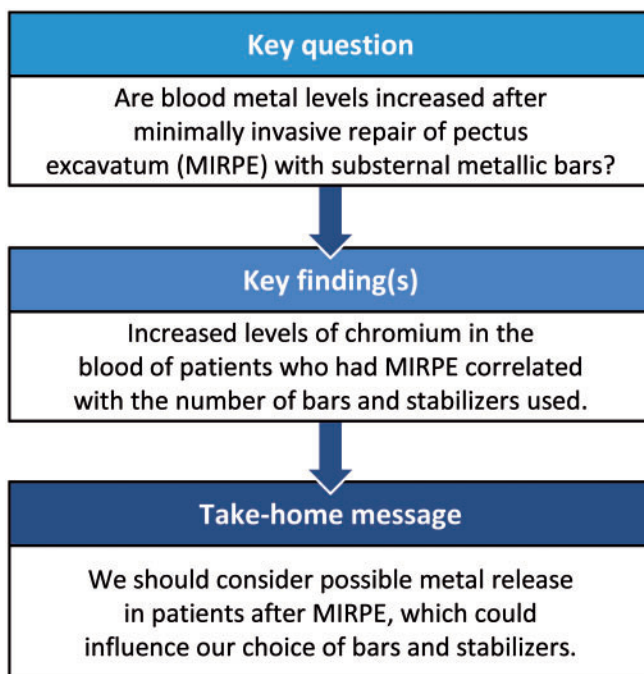 Key question
Are blood metal levels increased after
minimally invasive repair of pectus
excavatum (MIRPE) with substernal metallic bars?
Key finding(s)
Increased levels of chromium in the
blood of patients who had MIRPE correlated
with the number of bars and stabilizers used.
Take-home message
We should consider possible metal release
in patients after MIRPE, which could
influence our choice of bars and stabilizers.